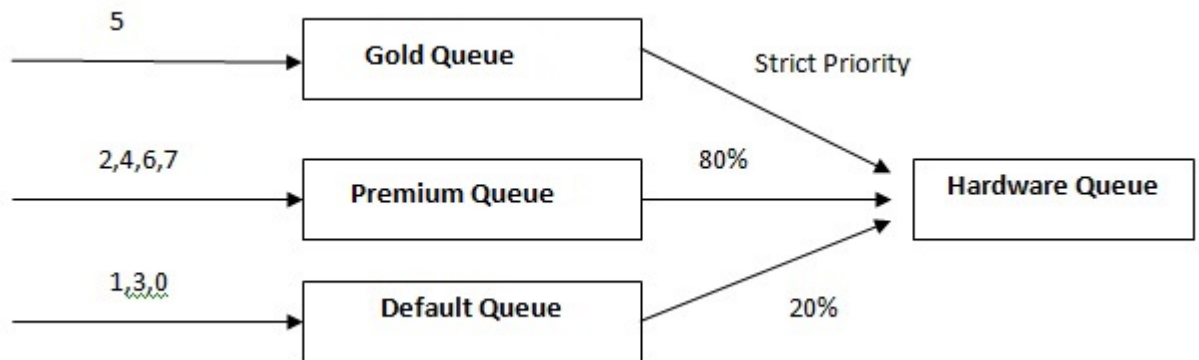 5
Gold Queue
Strict Priority
2,4,6,7
80%
Premium Queue
Hardware Queue
1,3,0
Default Queue
20%